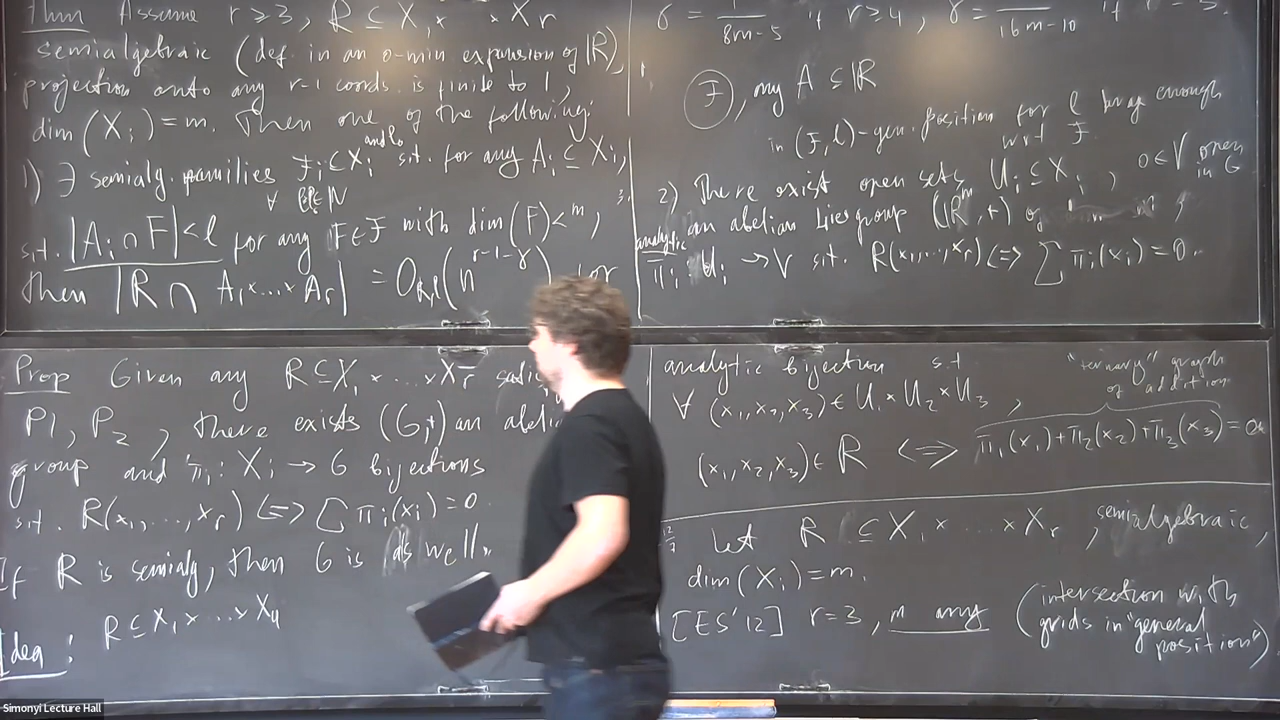 thm Assume r ≥ 3, R ⊆ X₁ × × Xᵣ
semialgebraic (def. in an o-min expansion of ℝ),
projection onto any r-1 coords. is finite to 1,
dim (Xᵢ) = m. Then one of the following:
1) ∃ semialg. families Fᵢ ⊆ Xᵢ s.t. for any Aᵢ ⊆ Xᵢ,
s.t. |Aᵢ ∩ F| < ℓ for any F ∈ F with dim (F) < m,
then |R ∩ A₁ × ... × Aᵣ| = O_{R,ℓ}(n^{r-1-γ}) for
γ = 1/(8m-5) if r ≥ 4, γ = 1/(16m-10) if r = 3.
F, any A ⊆ ℝ
in (F, ℓ)-gen. position for ℓ large enough
w.r.t F.
2) There exist open sets Uᵢ ⊆ Xᵢ, 0 ∈ V open in G
an abelian Lie group (ℝᵐ, +) of
analytic πᵢ: Uᵢ → V s.t. R(x₁, ..., xᵣ) ⟺ ∑ πᵢ(xᵢ) = 0.
Prop Given any R ⊆ X₁ × ... × Xᵣ
P1, P2, there exists (G, +) an
group and πᵢ: Xᵢ → G bijections
s.t. R(x₁, ..., xᵣ) ⟺ ∑ πᵢ(xᵢ) = 0.
If R is semialg, then G is as well.
Idea: R ⊆ X₁ × ... × X₄
analytic bijection s.t
"ternary" graph of addition
∀ (x₁, x₂, x₃) ∈ U₁ × U₂ × U₃,
(x₁, x₂, x₃) ∈ R ⟺ π₁(x₁) + π₂(x₂) + π₃(x₃) = 0
Let R ⊆ X₁ × ... × Xᵣ, semialgebraic,
dim (Xᵢ) = m.
[ES'12] r = 3, m any (intersection with
grids in "general
position")
Simonyi Lecture Hall